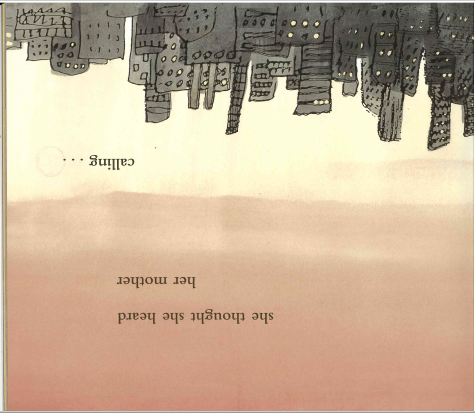 she thought she heard
her mother
calling . . .